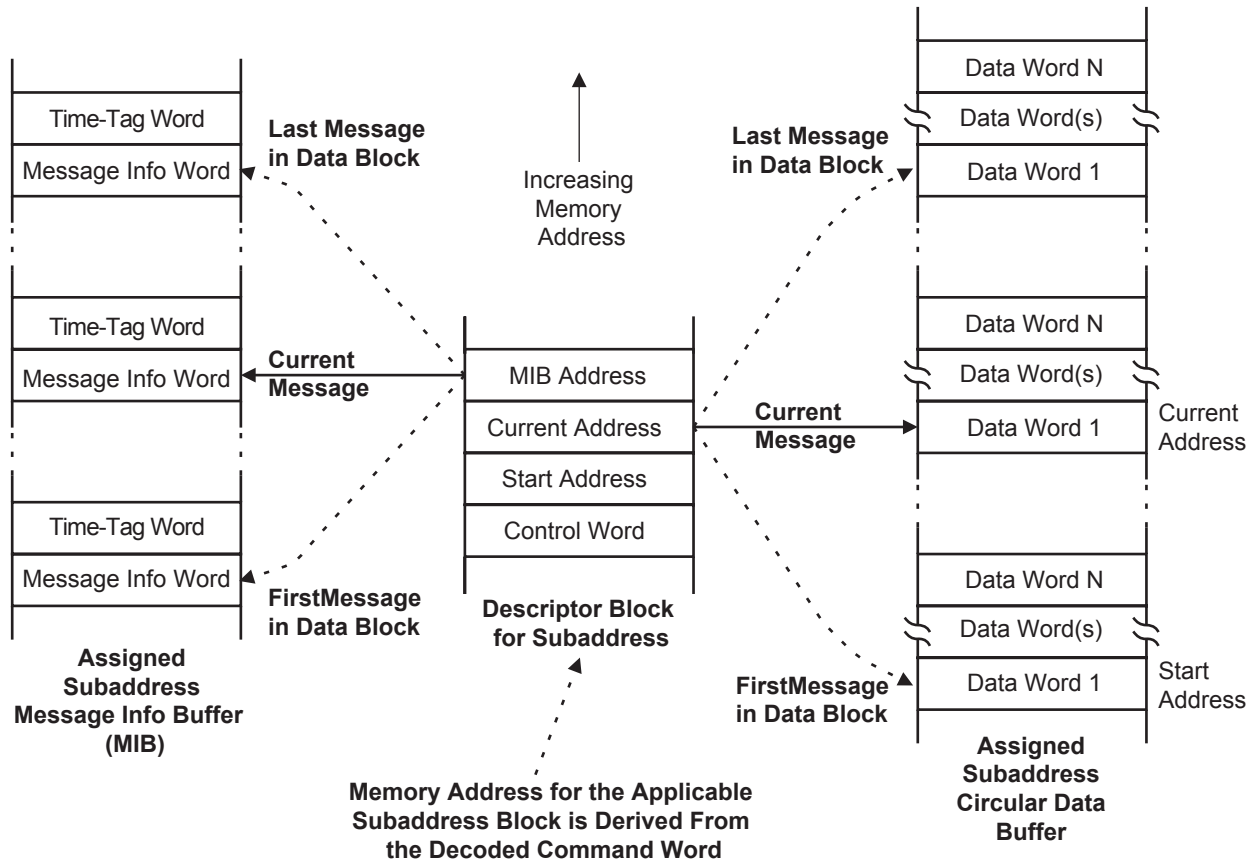 Time-Tag Word
Message Info Word
Time-Tag Word
Message Info Word
Time-Tag Word
Message Info Word
Assigned
Subaddress
Message Info Buffer
(MIB)
Last Message
in Data Block
Current
Message
FirstMessage
in Data Block
Increasing
Memory
Address
MIB Address
Current Address
Start Address
Control Word
Descriptor Block
for Subaddress
Memory Address for the Applicable
Subaddress Block is Derived From
the Decoded Command Word
Last Message
in Data Block
Current
Message
FirstMessage
in Data Block
Data Word N
Data Word(s)
Data Word 1
Data Word N
Data Word(s)
Data Word 1
Current
Address
Data Word N
Data Word(s)
Data Word 1
Start
Address
Assigned
Subaddress
Circular Data
Buffer